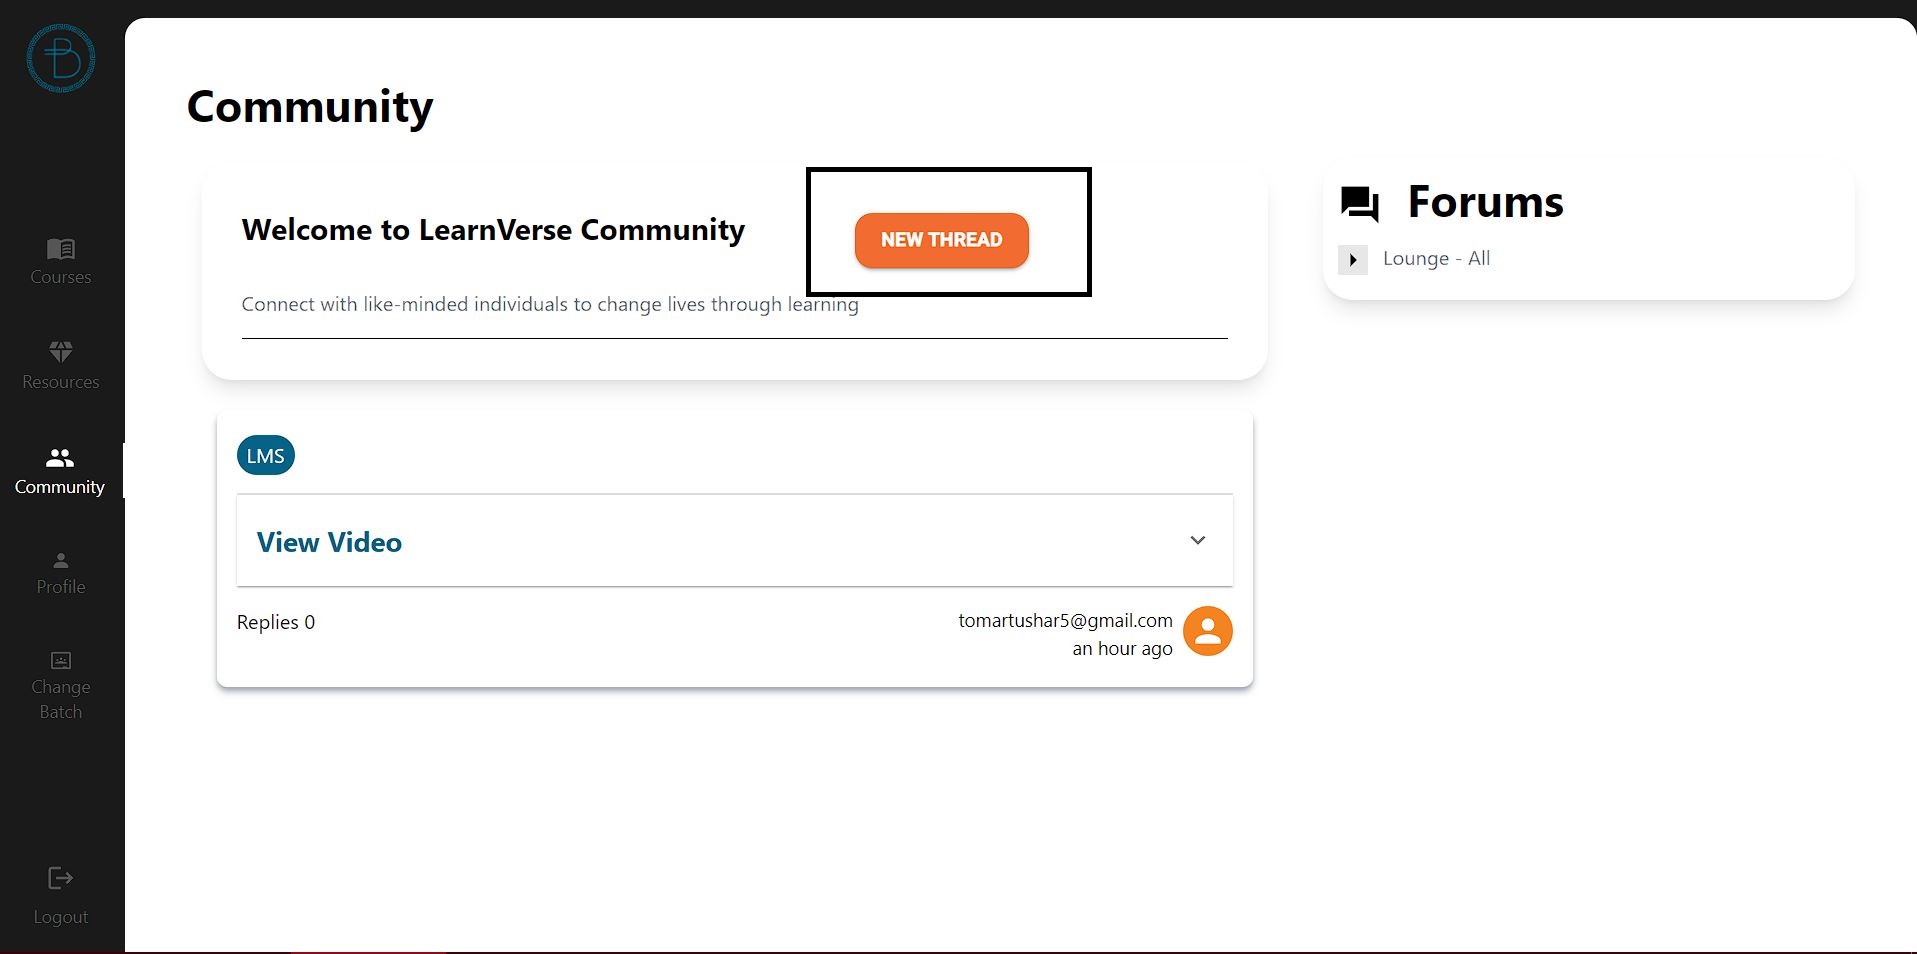 Courses
Resources
Community
Profile
Change
Batch
Logout
Community
Welcome to LearnVerse Community
NEW THREAD
Connect with like-minded individuals to change lives through learning
LMS
View Video
Replies 0
tomartushar5@gmail.com
an hour ago
Forums
Lounge - All